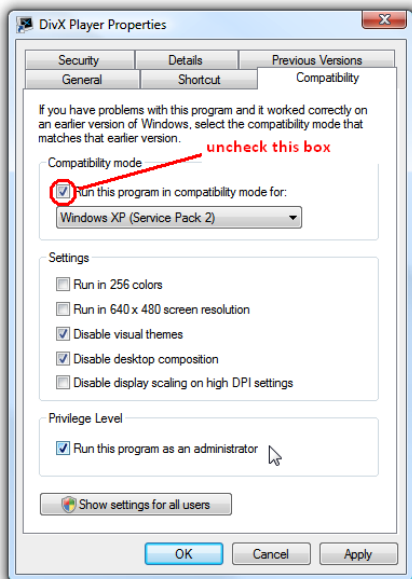 DivX Player Properties
Security Details Previous Versions
General Shortcut Compatibility
If you have problems with this program and it worked correctly on
an earlier version of Windows, select the compatibility mode that
matches that earlier version.
uncheck this box
Compatibility mode
Run this program in compatibility mode for:
Windows XP (Service Pack 2)
Settings
Run in 256 colors
Run in 640 x 480 screen resolution
Disable visual themes
Disable desktop composition
Disable display scaling on high DPI settings
Privilege Level
Run this program as an administrator
Show settings for all users
OK Cancel Apply